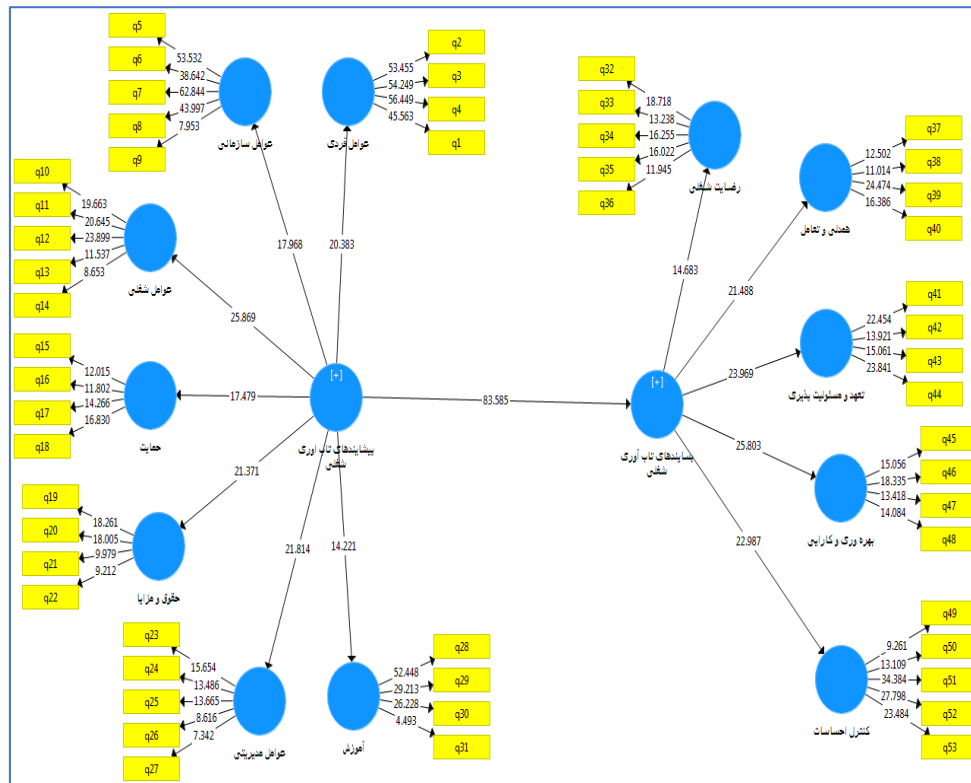 q5
q6
q7
q8
q9
53.532
38.642
62.844
43.997
7.953
عوامل سازمانی
q2
q3
q4
q1
53.455
54.249
56.449
45.563
عوامل فردی
q10
q11
q12
q13
q14
19.663
20.645
23.899
11.537
8.653
عوامل شغلی
q15
q16
q17
q18
12.015
11.802
14.266
16.830
حمایت
q19
q20
q21
q22
18.261
18.005
9.979
9.212
حقوق و مزایا
q23
q24
q25
q26
q27
15.654
13.486
13.665
8.616
7.342
عوامل مدیریتی
q28
q29
q30
q31
52.448
29.213
26.228
4.493
آموزش
17.968
20.383
25.869
17.479
21.371
21.814
14.221
[+]
پیشایندهای تاب اوری
شغلی
83.585
[+]
پسایندهای تاب آوری
شغلی
14.683
21.488
23.969
25.803
22.987
q32
q33
q34
q35
q36
18.718
13.238
16.255
16.022
11.945
رضایت شغلی
q37
q38
q39
q40
12.502
11.014
24.474
16.386
همدلی و تعامل
q41
q42
q43
q44
22.454
13.921
15.061
23.841
تعهد و مسئولیت پذیری
q45
q46
q47
q48
15.056
18.335
13.418
14.084
بهره وری و کارایی
q49
q50
q51
q52
q53
9.261
13.109
34.384
27.798
23.484
کنترل احساسات